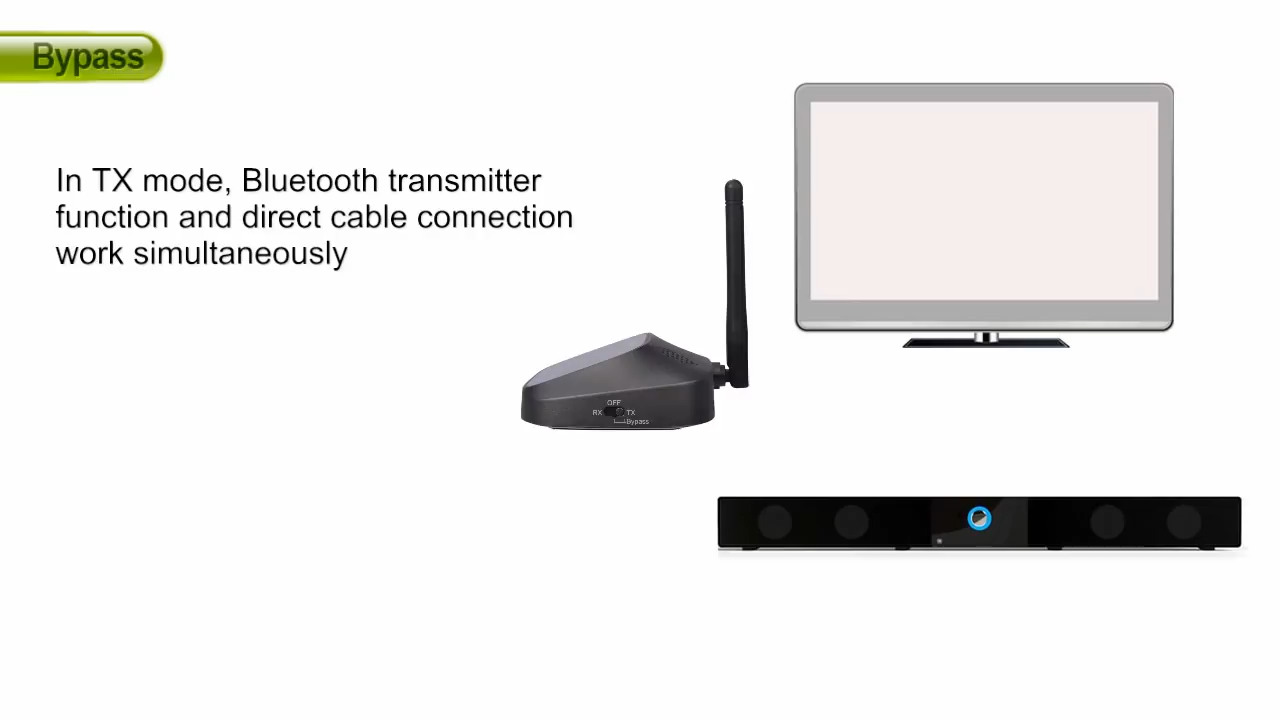 Bypass
In TX mode, Bluetooth transmitter
function and direct cable connection
work simultaneously
OFF
RX TX
Bypass